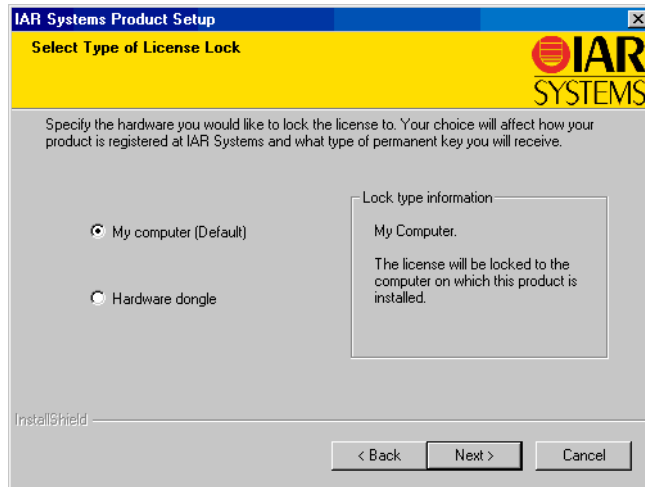 IAR Systems Product Setup
Select Type of License Lock
IAR
SYSTEMS
Specify the hardware you would like to lock the license to. Your choice will affect how your
product is registered at IAR Systems and what type of permanent key you will receive.
My computer (Default)
Hardware dongle
Lock type information
My Computer.
The license will be locked to the
computer on which this product is
installed.
InstallShield
< Back
Next >
Cancel